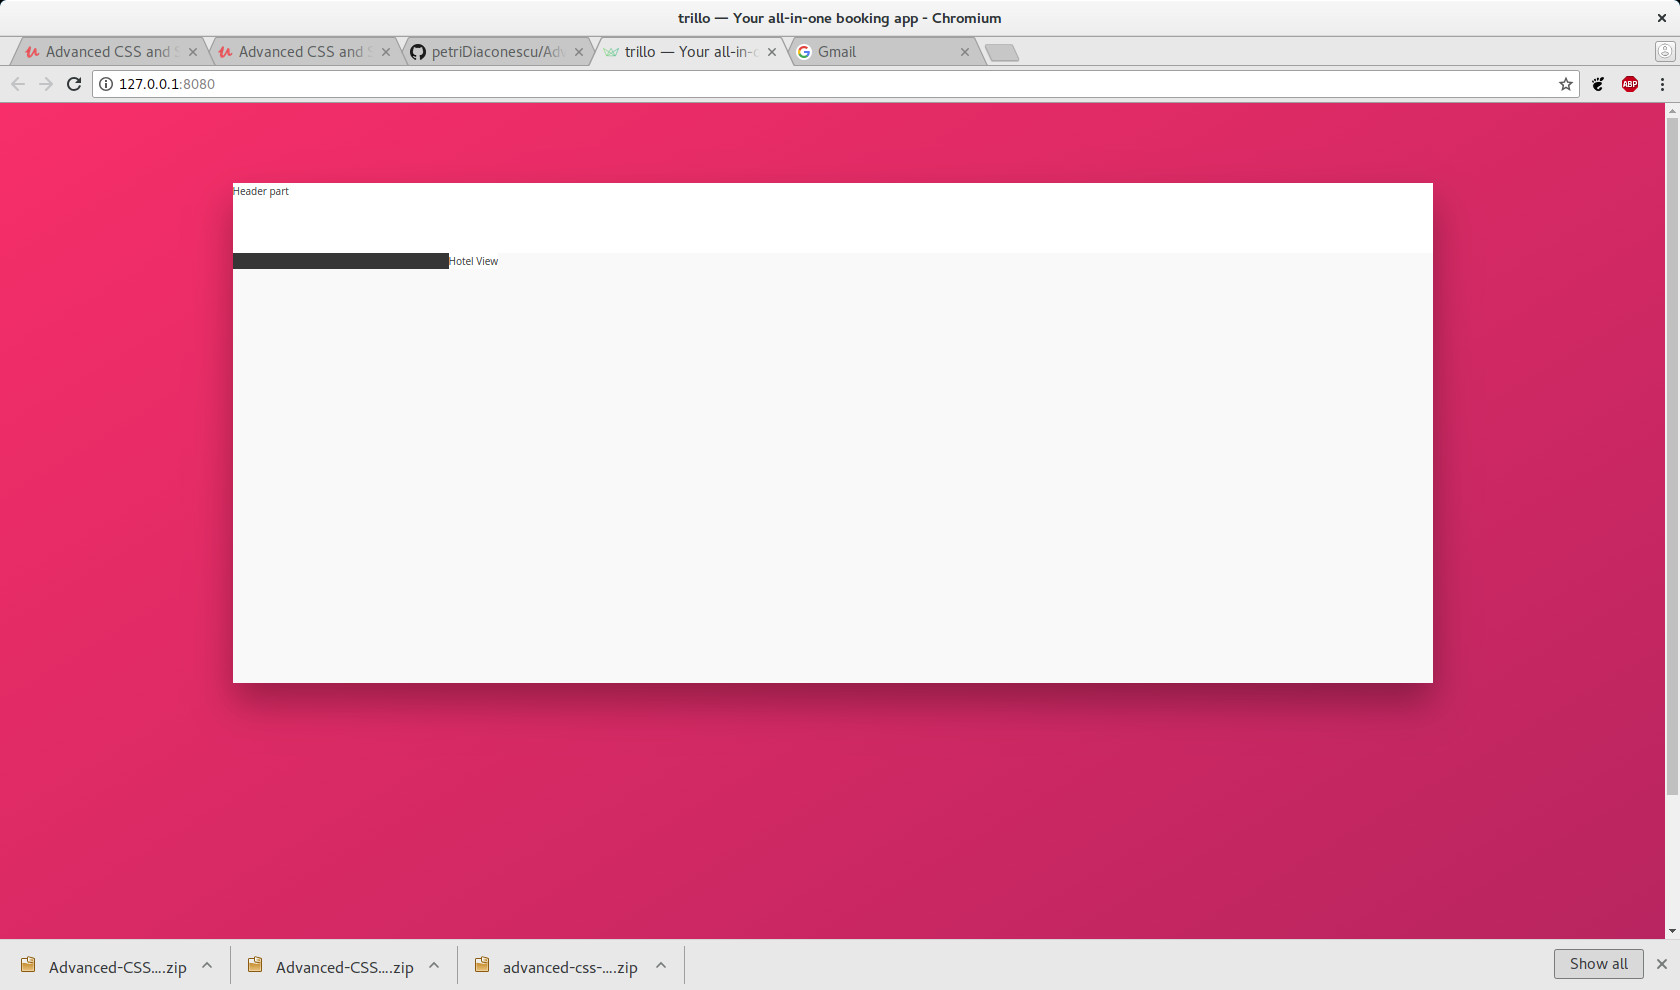 trillo — Your all-in-one booking app - Chromium
Advanced CSS and S
Advanced CSS and S
petriDiaconescu/Adv
trillo — Your all-in-o
Gmail
127.0.0.1:8080
ABP
Header part
Hotel View
Advanced-CSS....zip
Advanced-CSS....zip
advanced-css-....zip
Show all